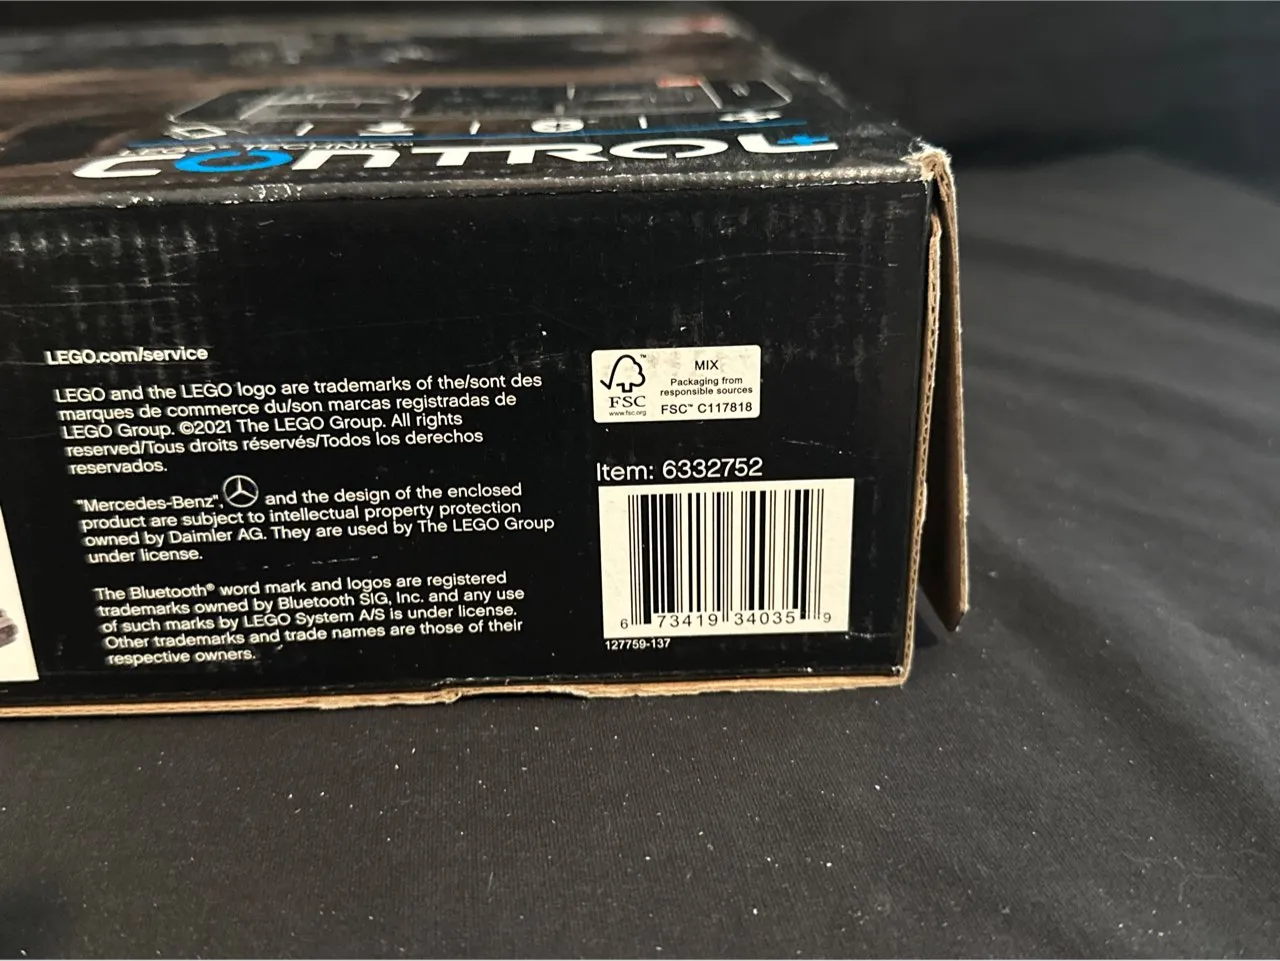 LEGO® TECHNIC™
CONTROL+
LEGO.com/service
LEGO and the LEGO logo are trademarks of the/sont des
marques de commerce du/son marcas registradas de
LEGO Group. ©2021 The LEGO Group. All rights
reserved/Tous droits réservés/Todos los derechos
reservados.
"Mercedes-Benz", and the design of the enclosed
product are subject to intellectual property protection
owned by Daimler AG. They are used by The LEGO Group
under license.
The Bluetooth® word mark and logos are registered
trademarks owned by Bluetooth SIG, Inc. and any use
of such marks by LEGO System A/S is under license.
Other trademarks and trade names are those of their
respective owners.
FSC
™
www.fsc.org
MIX
Packaging from
responsible sources
FSC™ C117818
Item: 6332752
6 73419 34035 9
127759-137